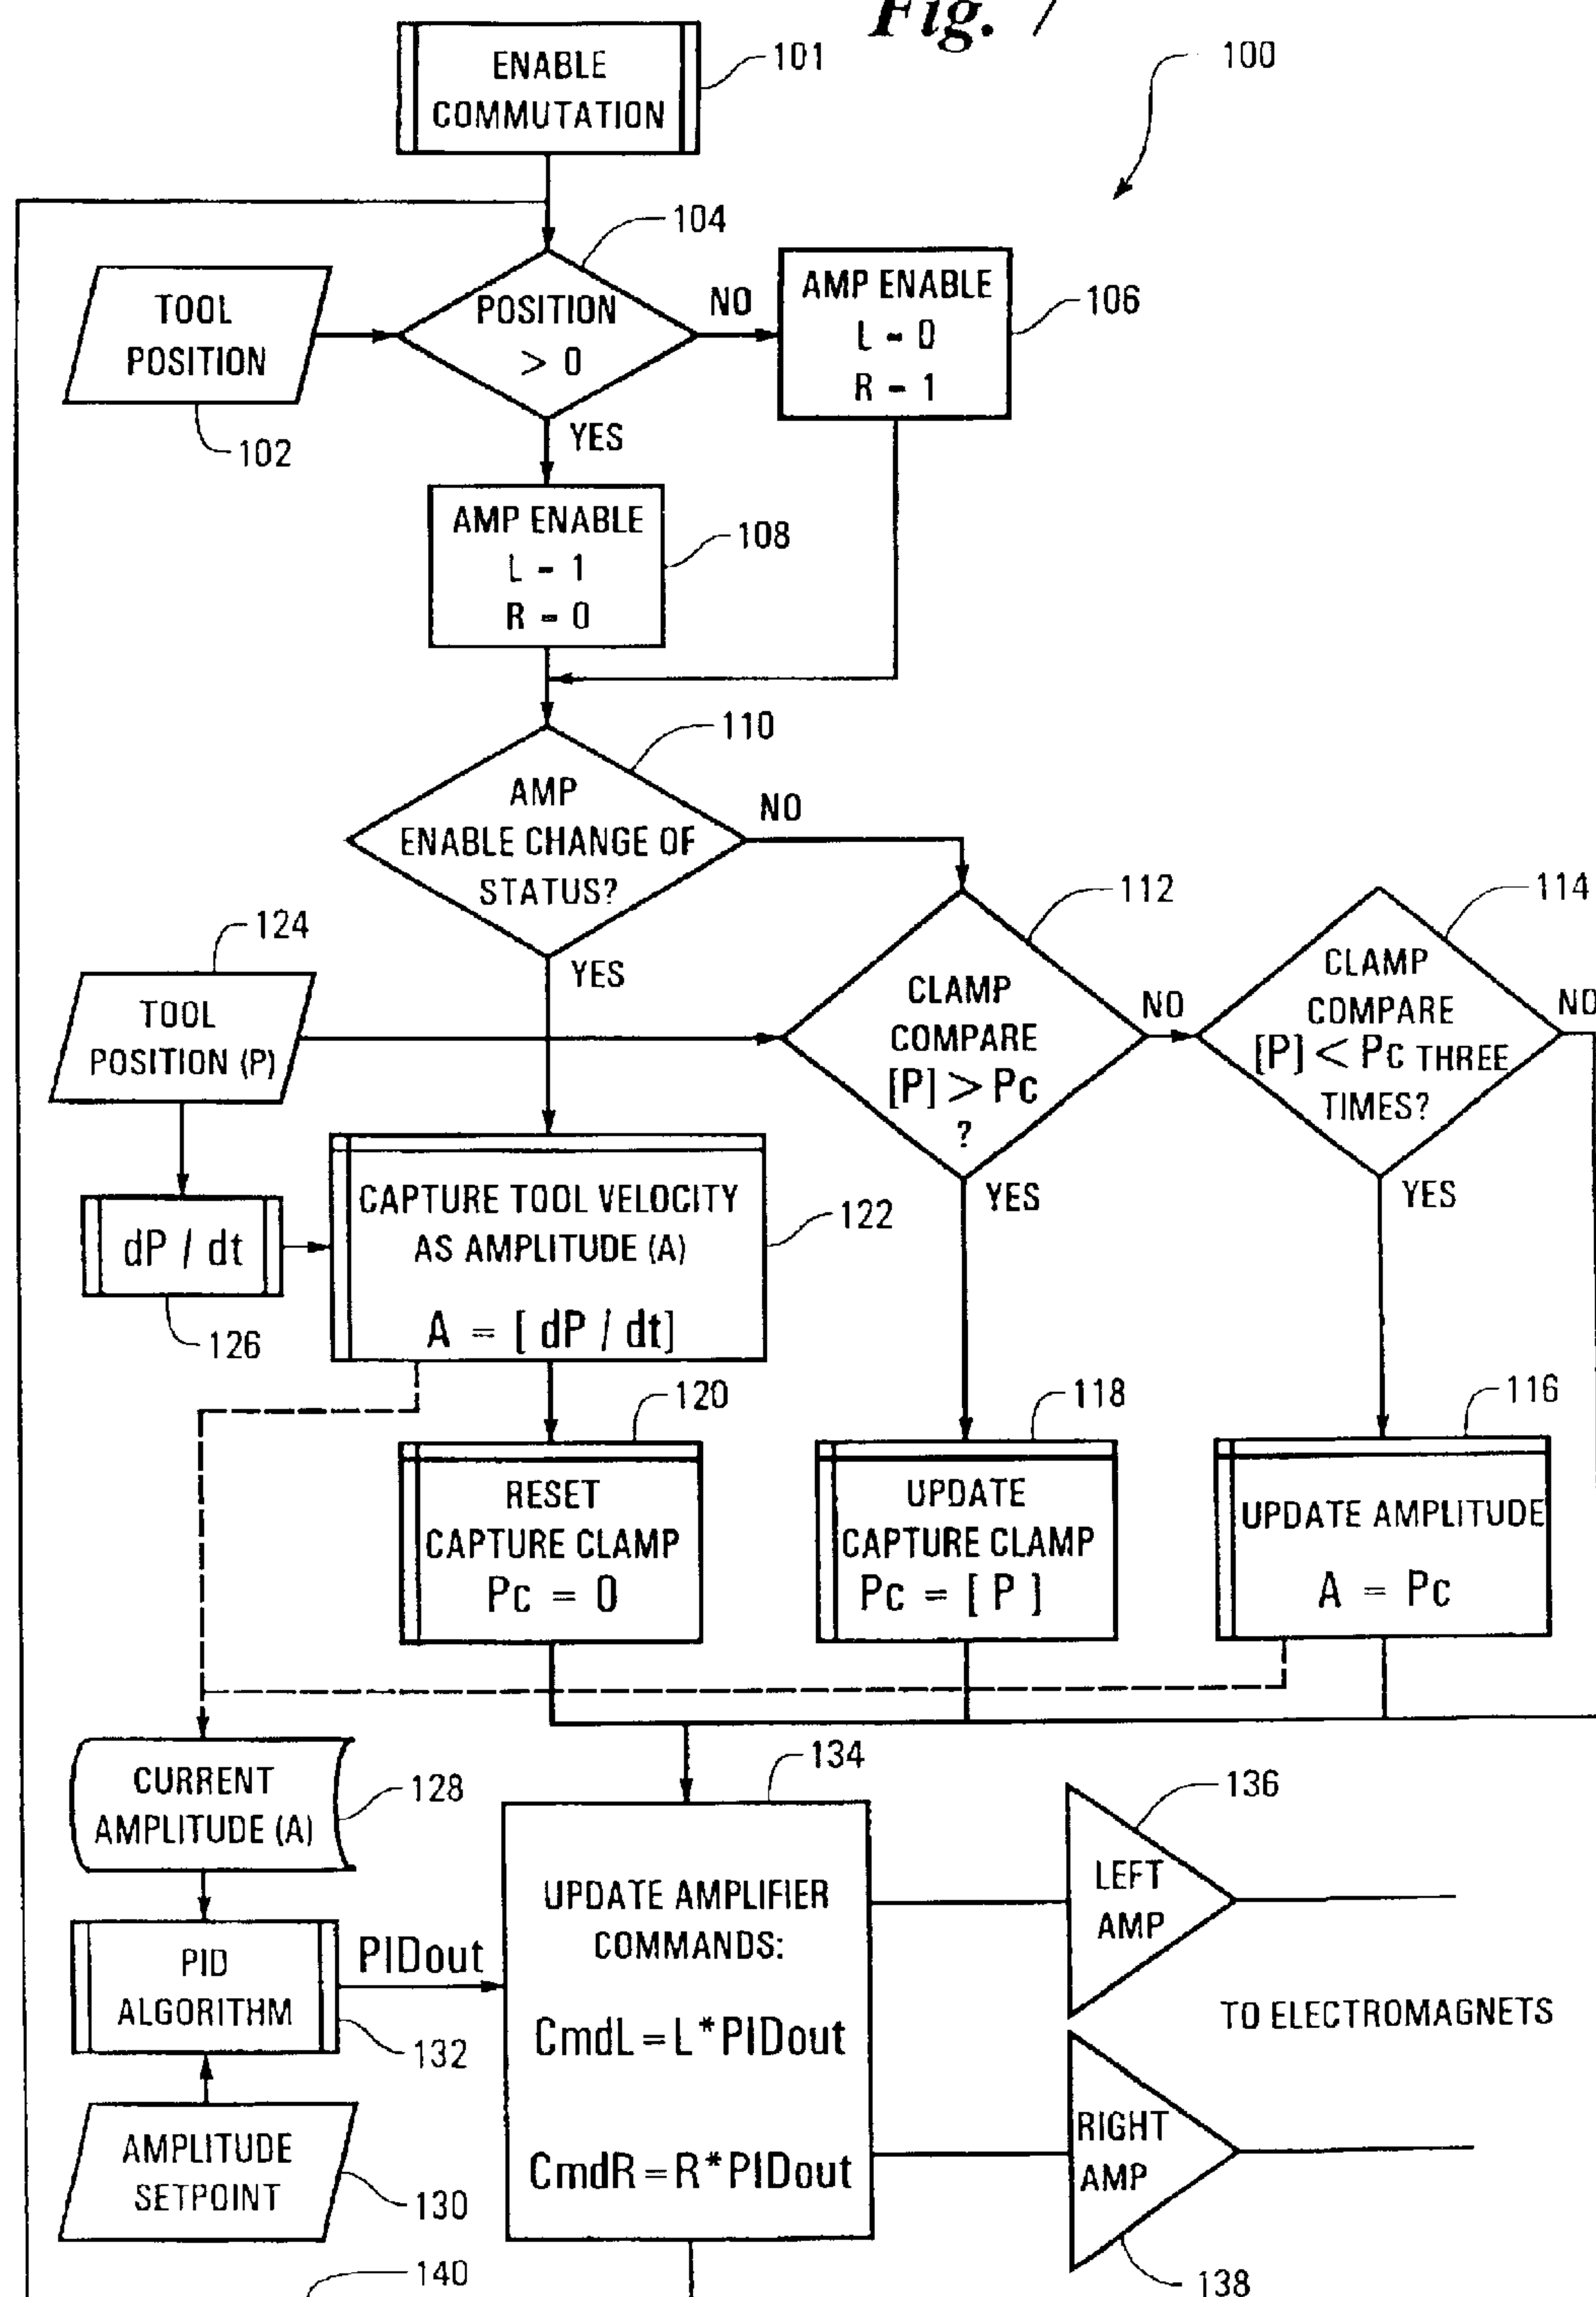 Fig. 7
100
ENABLE
COMMUTATION
101
104
TOOL
POSITION
102
POSITION
> 0
NO
YES
AMP ENABLE
L - 0
R - 1
106
AMP ENABLE
L - 1
R - 0
108
110
AMP
ENABLE CHANGE OF
STATUS?
NO
YES
112
CLAMP
COMPARE
[P] > Pc
?
NO
YES
114
CLAMP
COMPARE
[P] < Pc THREE
TIMES?
NO
YES
124
TOOL
POSITION (P)
dP / dt
126
CAPTURE TOOL VELOCITY
AS AMPLITUDE (A)
A = [ dP / dt]
122
120
RESET
CAPTURE CLAMP
Pc = 0
118
UPDATE
CAPTURE CLAMP
Pc = [ P ]
116
UPDATE AMPLITUDE
A = Pc
CURRENT
AMPLITUDE (A)
128
PID
ALGORITHM
132
PIDout
AMPLITUDE
SETPOINT
130
134
UPDATE AMPLIFIER
COMMANDS:
CmdL = L* PIDout
CmdR = R* PIDout
136
LEFT
AMP
TO ELECTROMAGNETS
RIGHT
AMP
138
140